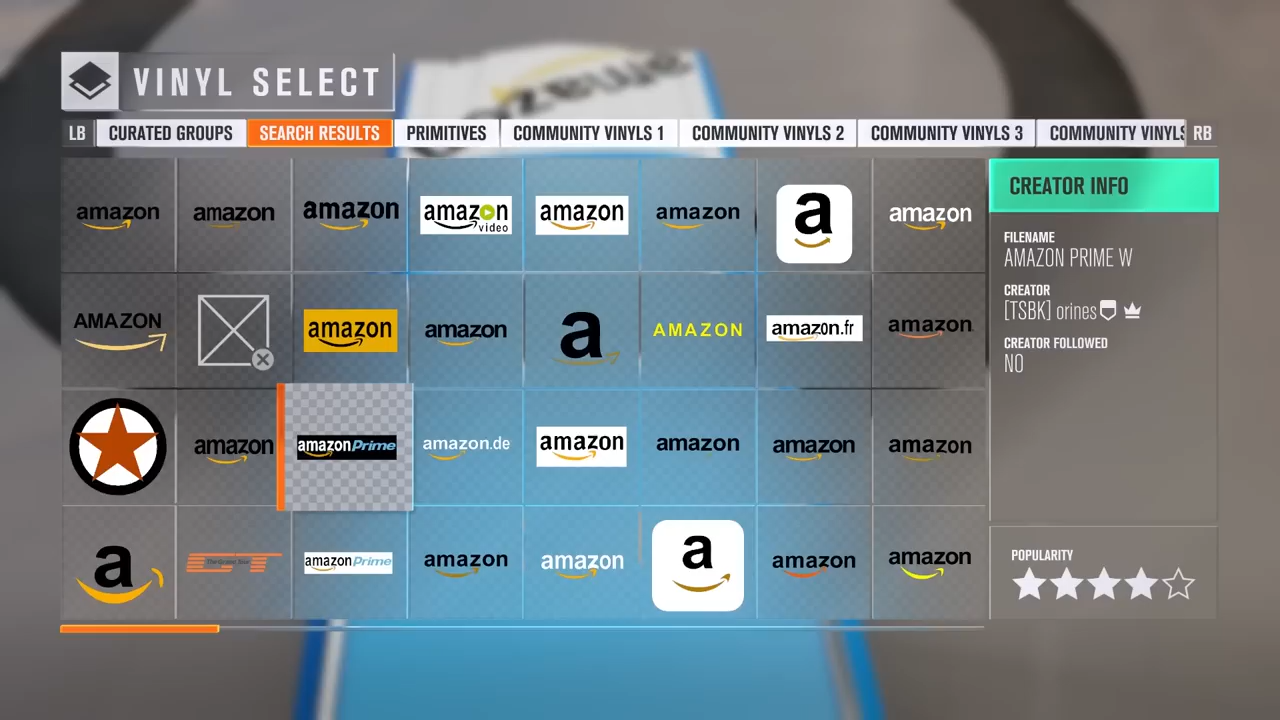 VINYL SELECT
LB CURATED GROUPS SEARCH RESULTS PRIMITIVES COMMUNITY VINYLS 1 COMMUNITY VINYLS 2 COMMUNITY VINYLS 3 COMMUNITY VINYLS RB
amazon amazon amazon amazon video amazon amazon a amazon
AMAZON amazon amazon a AMAZON amazon.fr amazon
amazon amazonPrime amazon.de amazon amazon amazon amazon
a GT amazonPrime amazon amazon a amazon amazon
CREATOR INFO
FILENAME
AMAZON PRIME W
CREATOR
[TSBK] orines
CREATOR FOLLOWED
NO
POPULARITY